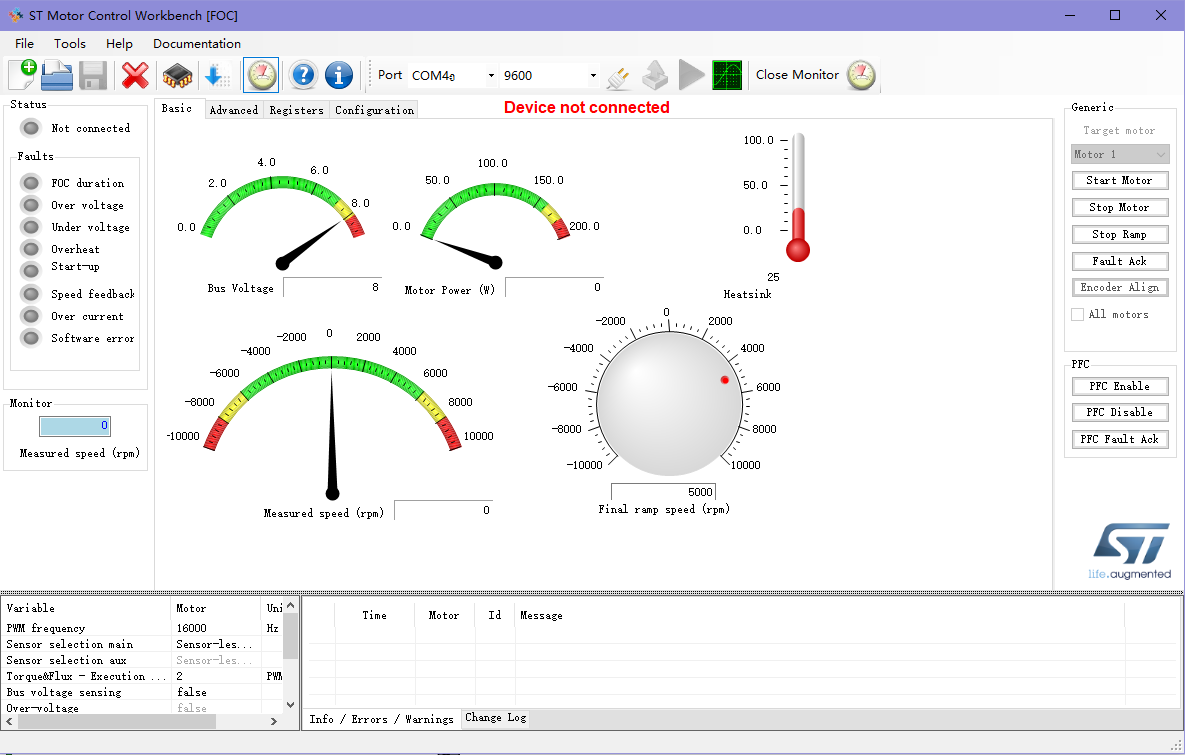 ST Motor Control Workbench [FOC]
File Tools Help Documentation
Port COM4 9600 Close Monitor
Status
Not connected
Faults
FOC duration
Over voltage
Under voltage
Overheat
Start-up
Speed feedback
Over current
Software error
Monitor
0
Measured speed (rpm)
Basic Advanced Registers Configuration
Device not connected
0.0 2.0 4.0 6.0 8.0
Bus Voltage 8
0.0 50.0 100.0 150.0 200.0
Motor Power (W) 0
100.0
50.0
0.0
25
Heatsink
-10000 -8000 -6000 -4000 -2000 0 2000 4000 6000 8000 10000
Measured speed (rpm) 0
-10000 -8000 -6000 -4000 -2000 0 2000 4000 6000 8000 10000
5000
Final ramp speed (rpm)
Generic
Target motor
Motor 1
Start Motor
Stop Motor
Stop Ramp
Fault Ack
Encoder Align
All motors
PFC
PFC Enable
PFC Disable
PFC Fault Ack
ST
life.augmented
Variable Motor Uni
PWM frequency 16000 Hz
Sensor selection main Sensor-les...
Sensor selection aux Sensor-les...
Torque&Flux - Execution ... 2 PWM
Bus voltage sensing false
Over-voltage false
Time Motor Id Message
Info / Errors / Warnings Change Log